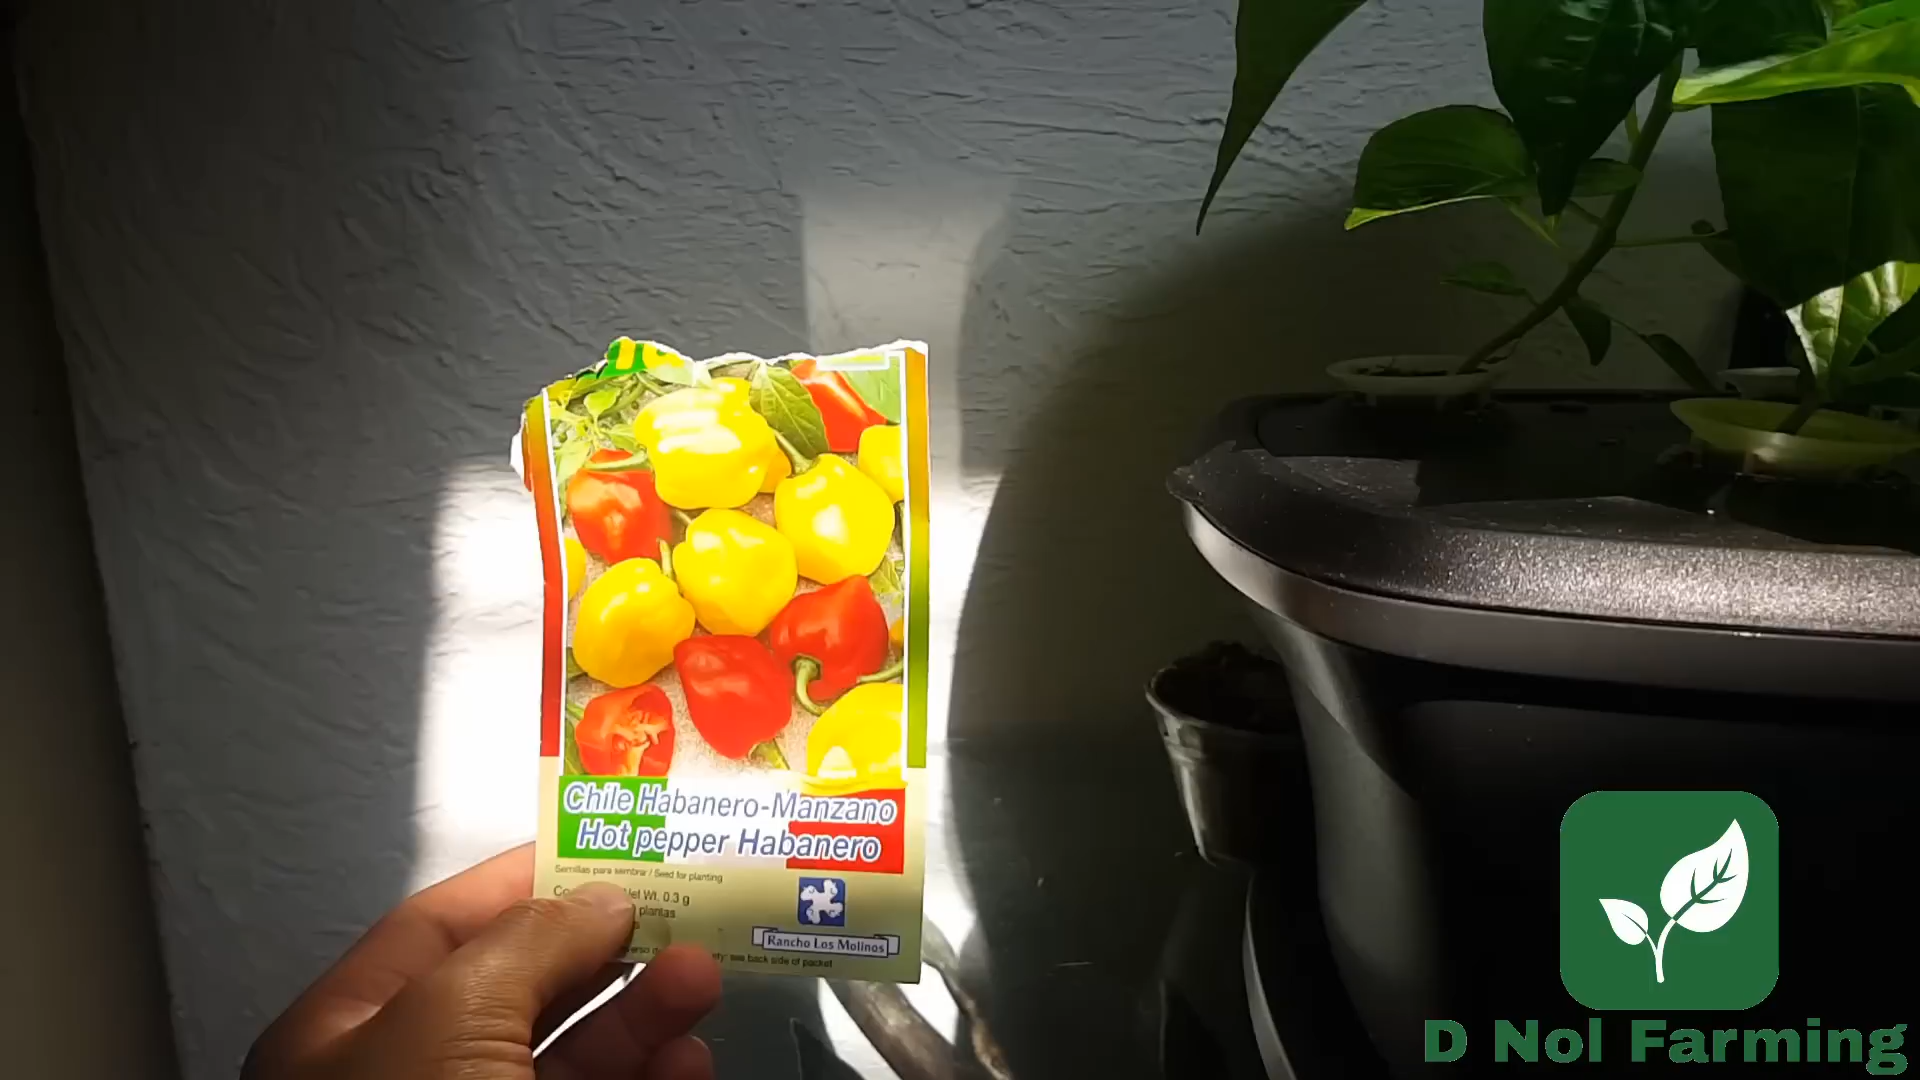 Chile Habanero-Manzano
Hot pepper Habanero
Semillas para sembrar / Seed for planting
Net Wt. 0.3 g
plantas
Rancho Los Molinos
see back side of packet
D Nol Farming